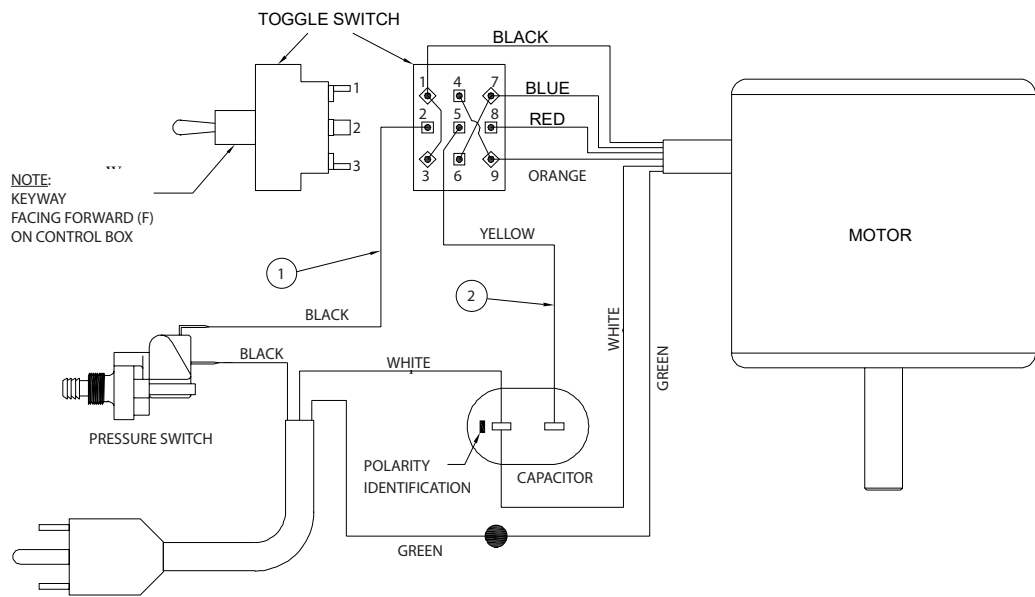 TOGGLE SWITCH
BLACK
1 4 7
BLUE
2 5 8
RED
3 6 9
ORANGE
1
2
3
NOTE:
KEYWAY
FACING FORWARD (F)
ON CONTROL BOX
MOTOR
YELLOW
1
2
BLACK
BLACK
WHITE
WHITE
GREEN
PRESSURE SWITCH
POLARITY
IDENTIFICATION
CAPACITOR
GREEN